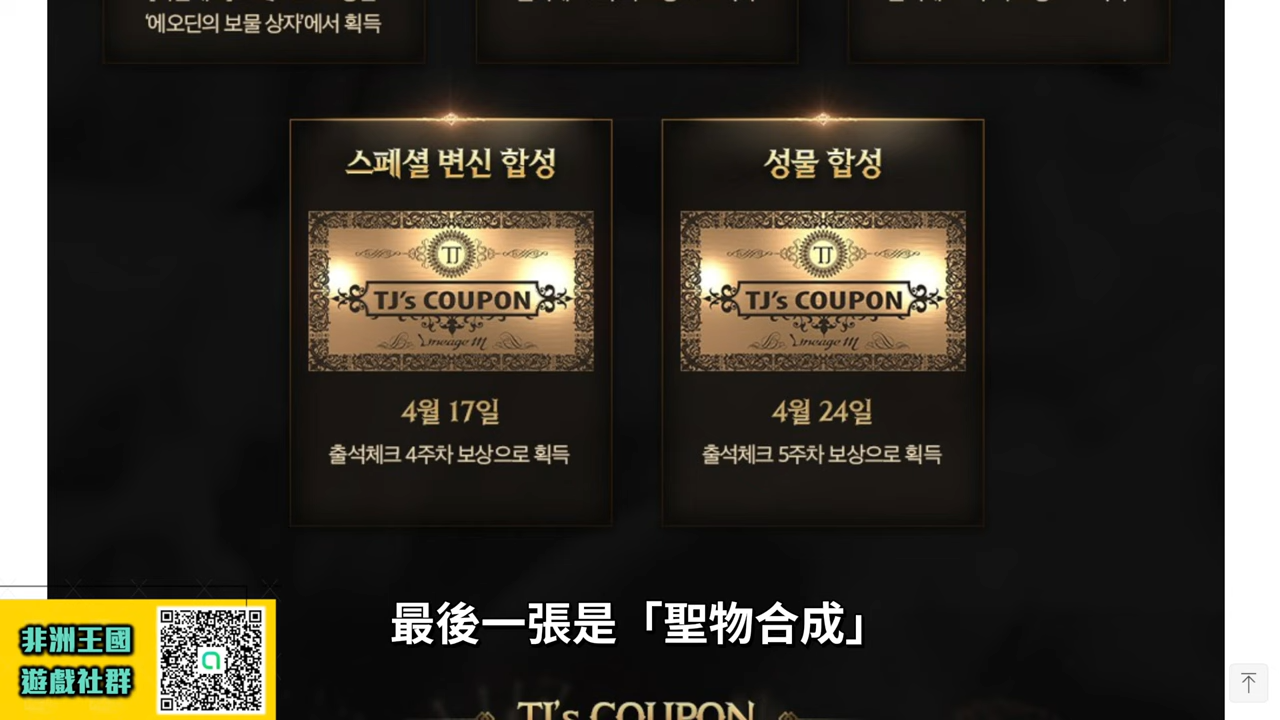 '에오딘의 보물 상자'에서 획득
스페셜 변신 합성
TJ
TJ's COUPON
Lineage M
4월 17일
출석체크 4주차 보상으로 획득
성물 합성
TJ
TJ's COUPON
Lineage M
4월 24일
출석체크 5주차 보상으로 획득
最後一張是「聖物合成」
非洲王國
遊戲社群
TJ's COUPON